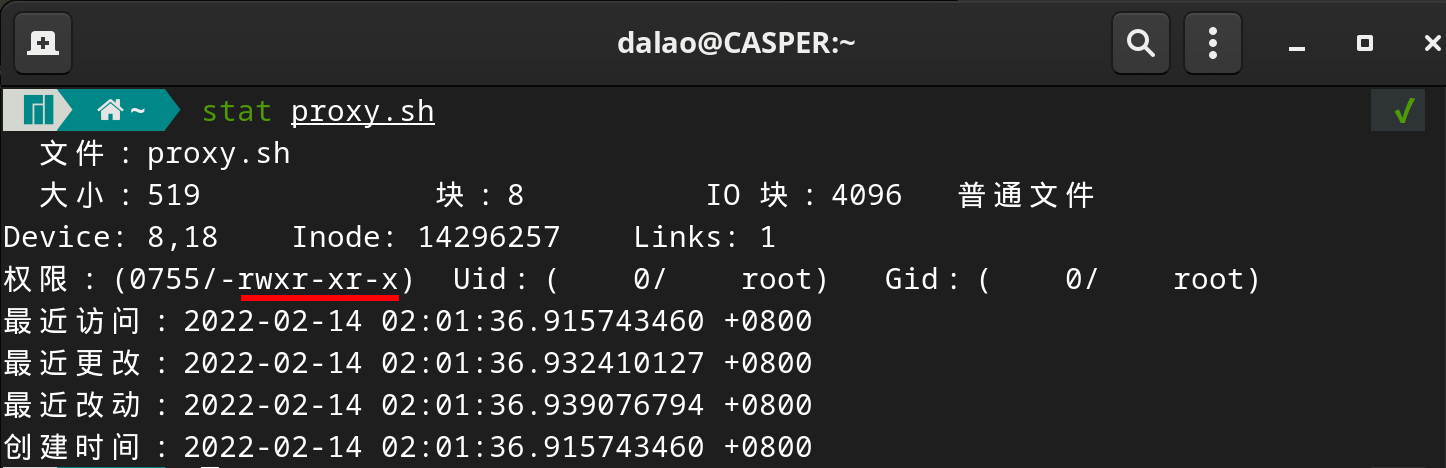 dalao@CASPER:~
~ stat proxy.sh ✓
文件：proxy.sh
大小：519 块：8 IO 块：4096 普通文件
Device: 8,18 Inode: 14296257 Links: 1
权限：(0755/-rwxr-xr-x) Uid：( 0/ root) Gid：( 0/ root)
最近访问：2022-02-14 02:01:36.915743460 +0800
最近更改：2022-02-14 02:01:36.932410127 +0800
最近改动：2022-02-14 02:01:36.939076794 +0800
创建时间：2022-02-14 02:01:36.915743460 +0800